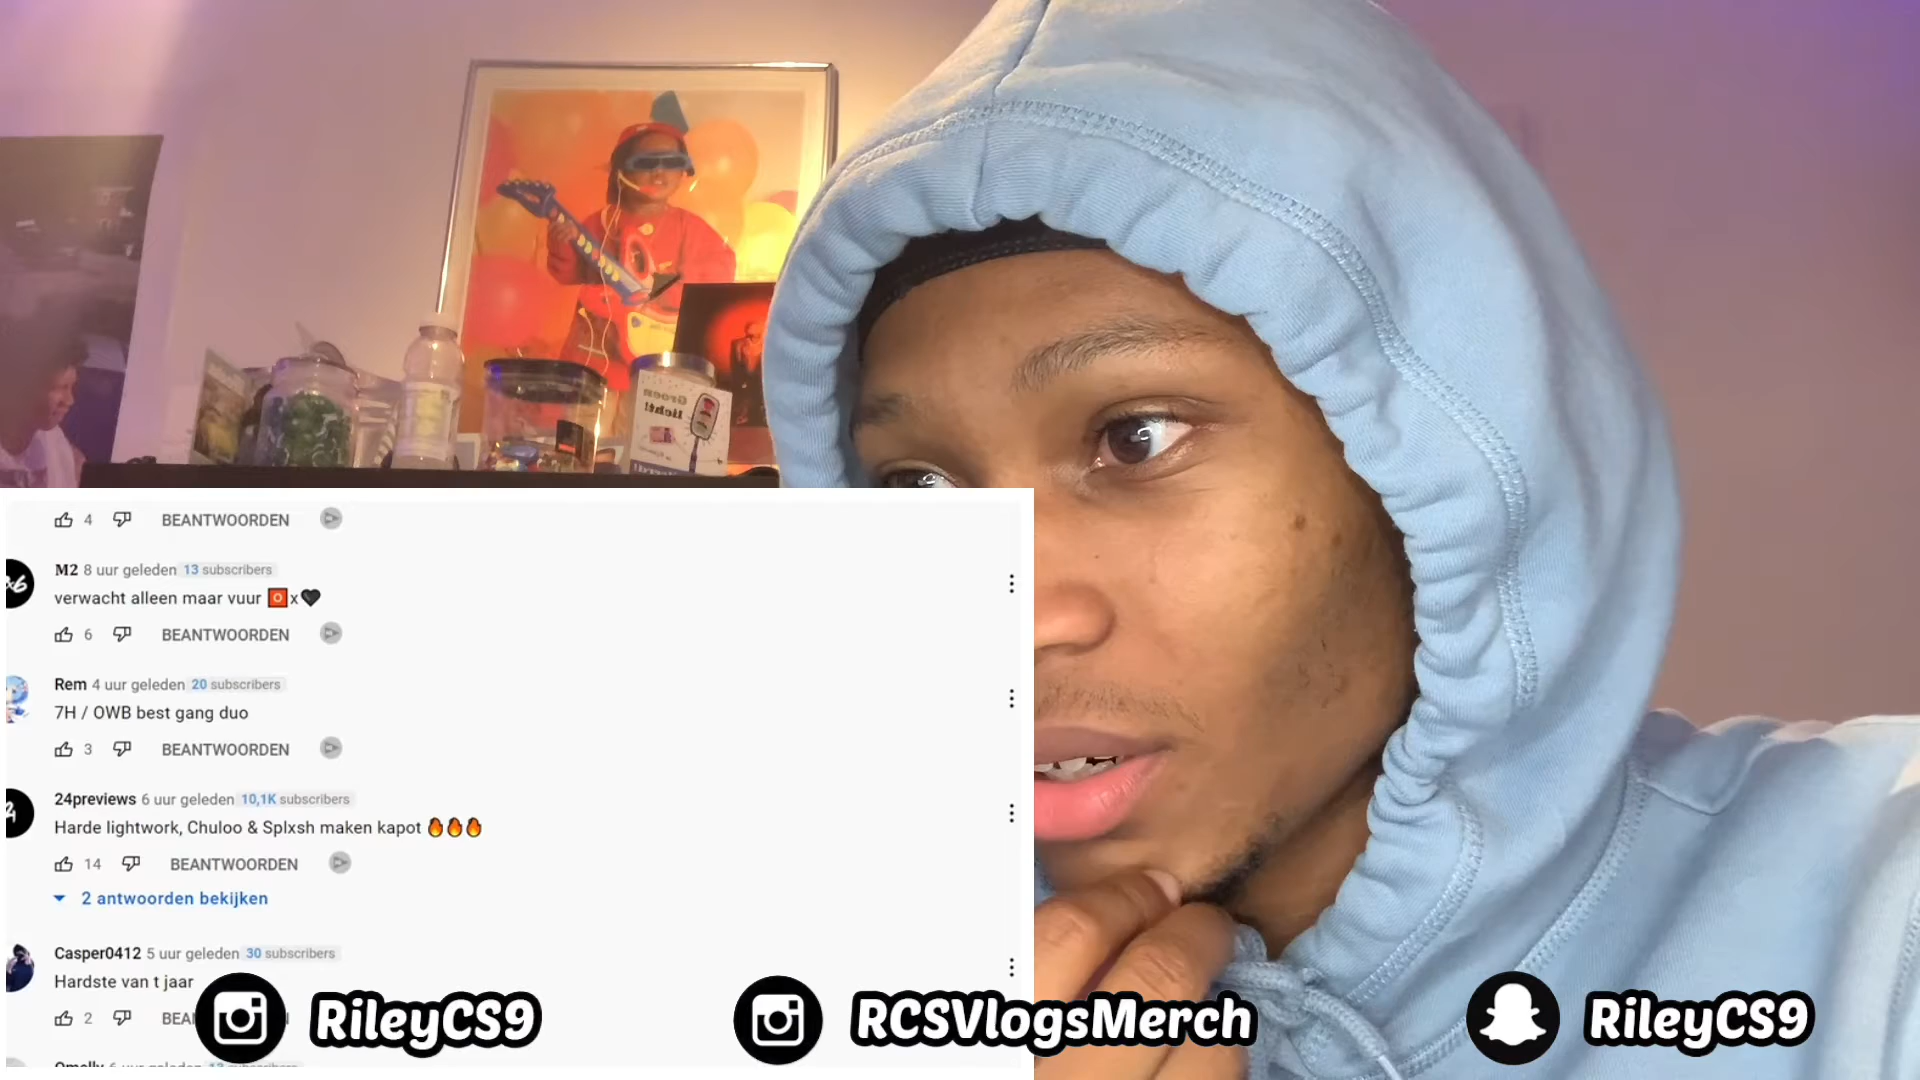 Groen
licht!
4 BEANTWOORDEN
M2 8 uur geleden 13 subscribers
verwacht alleen maar vuur 🅾️x🖤
6 BEANTWOORDEN
Rem 4 uur geleden 20 subscribers
7H / OWB best gang duo
3 BEANTWOORDEN
24previews 6 uur geleden 10,1K subscribers
Harde lightwork, Chuloo & Splxsh maken kapot 🔥🔥🔥
14 BEANTWOORDEN
2 antwoorden bekijken
Casper0412 5 uur geleden 30 subscribers
Hardste van t jaar
2
RileyCS9 RCSVlogsMerch RileyCS9